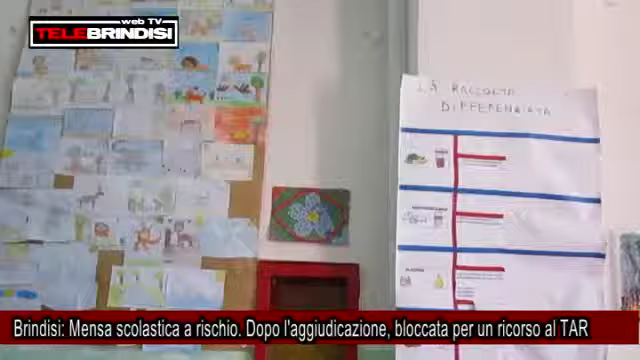 web TV
TELEBRINDISI
LA RACCOLTA
DIFFERENZIATA
Brindisi: Mensa scolastica a rischio. Dopo l'aggiudicazione, bloccata per un ricorso al TAR